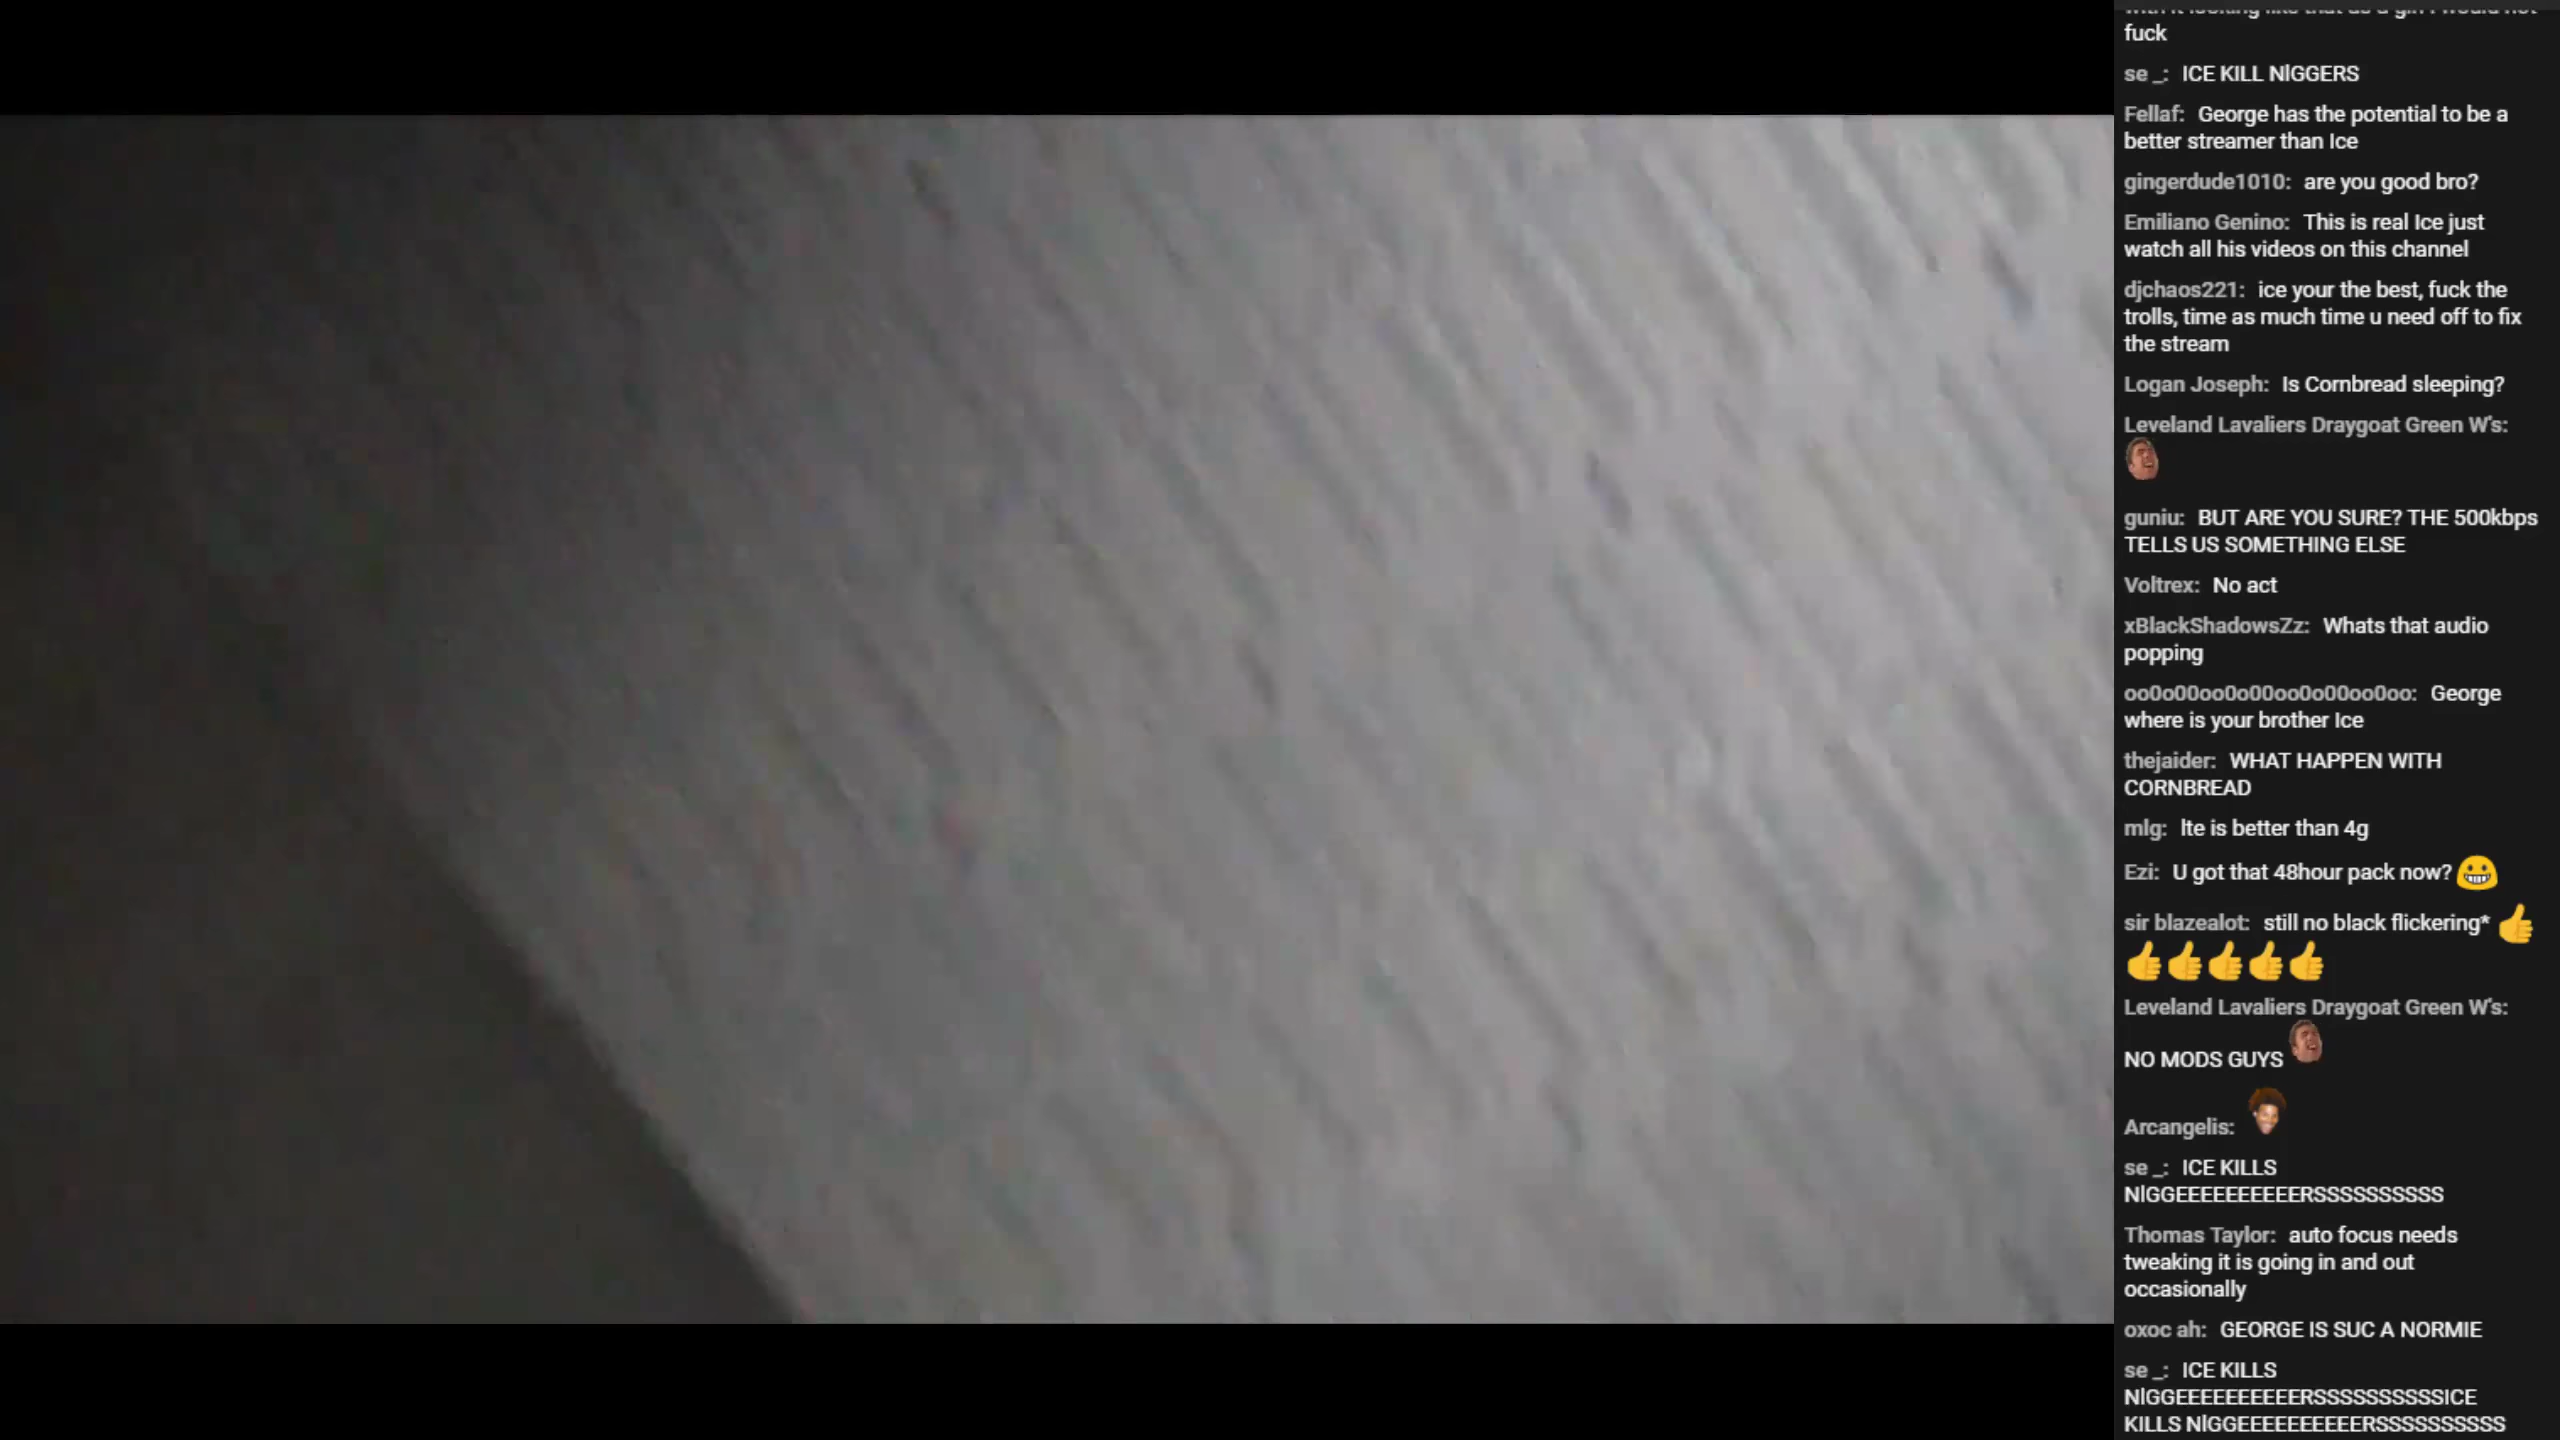 fuck
se _: ICE KILL NlGGERS
Fellaf: George has the potential to be a
better streamer than Ice
gingerdude1010: are you good bro?
Emiliano Genino: This is real Ice just
watch all his videos on this channel
djchaos221: ice your the best, fuck the
trolls, time as much time u need off to fix
the stream
Logan Joseph: Is Cornbread sleeping?
Leveland Lavaliers Draygoat Green W's:
guniu: BUT ARE YOU SURE? THE 500kbps
TELLS US SOMETHING ELSE
Voltrex: No act
xBlackShadowsZz: Whats that audio
popping
oo0o00oo0o00oo0o00oo0oo: George
where is your brother Ice
thejaider: WHAT HAPPEN WITH
CORNBREAD
mlg: lte is better than 4g
Ezi: U got that 48hour pack now? 😀
sir blazealot: still no black flickering* 👍
👍👍👍👍👍
Leveland Lavaliers Draygoat Green W's:
NO MODS GUYS
Arcangelis:
se _: ICE KILLS
NlGGEEEEEEEEEERSSSSSSSSSS
Thomas Taylor: auto focus needs
tweaking it is going in and out
occasionally
oxoc ah: GEORGE IS SUC A NORMIE
se _: ICE KILLS
NlGGEEEEEEEEEERSSSSSSSSSSICE
KILLS NlGGEEEEEEEEEERSSSSSSSSSS